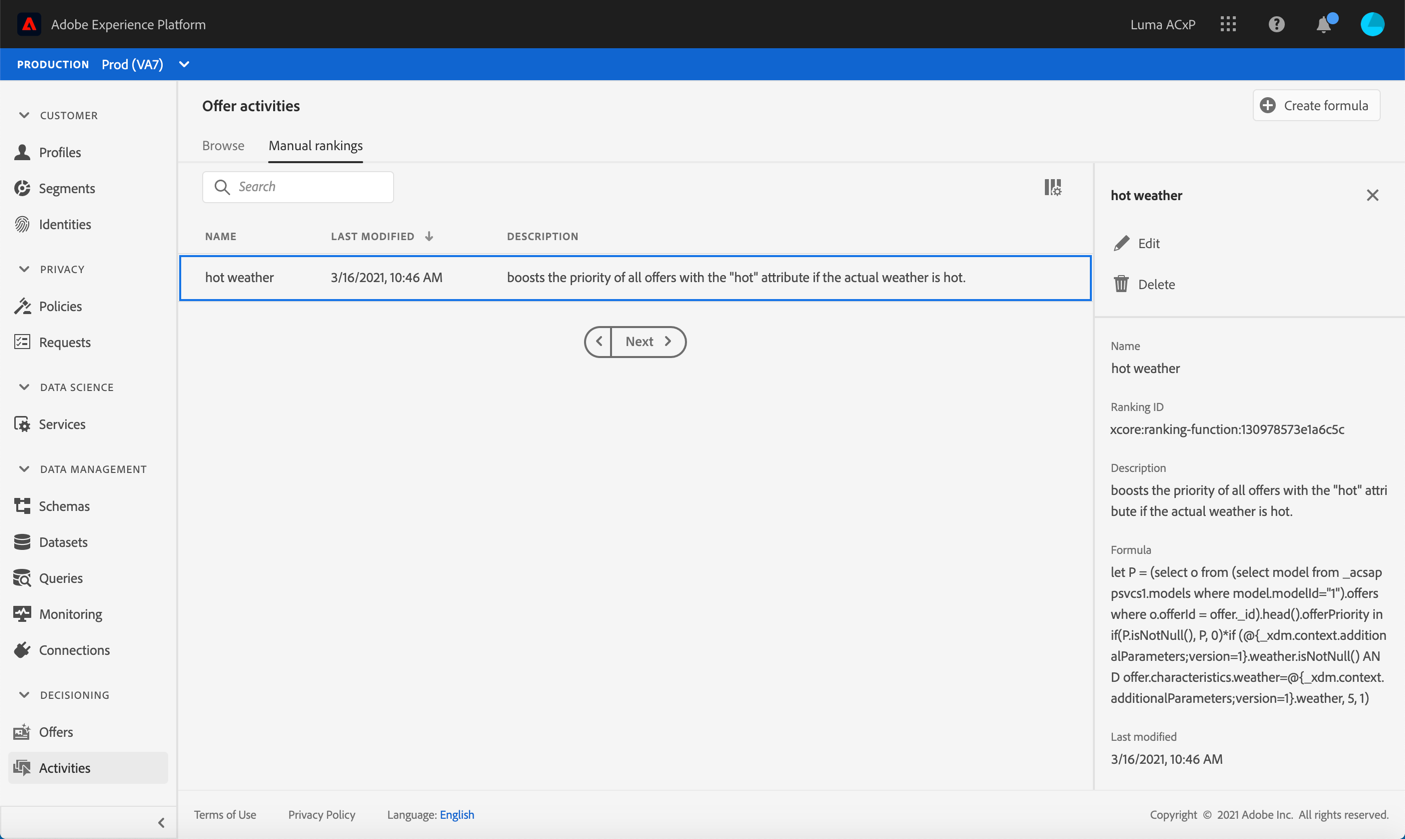 Adobe Experience Platform
Luma ACxP
PRODUCTION Prod (VA7)
CUSTOMER
Profiles
Segments
Identities
PRIVACY
Policies
Requests
DATA SCIENCE
Services
DATA MANAGEMENT
Schemas
Datasets
Queries
Monitoring
Connections
DECISIONING
Offers
Activities
Offer activities
Create formula
Browse Manual rankings
Search
NAME LAST MODIFIED DESCRIPTION
hot weather 3/16/2021, 10:46 AM boosts the priority of all offers with the "hot" attribute if the actual weather is hot.
Next
hot weather
Edit
Delete
Name
hot weather
Ranking ID
xcore:ranking-function:130978573e1a6c5c
Description
boosts the priority of all offers with the "hot" attri
bute if the actual weather is hot.
Formula
let P = (select o from (select model from _acsap
psvcs1.models where model.modelId="1").offers
where o.offerId = offer._id).head().offerPriority in
if(P.isNotNull(), P, 0)*if (@{_xdm.context.addition
alParameters;version=1}.weather.isNotNull() AN
D offer.characteristics.weather=@{_xdm.context.
additionalParameters;version=1}.weather, 5, 1)
Last modified
3/16/2021, 10:46 AM
Terms of Use Privacy Policy Language: English
Copyright © 2021 Adobe Inc. All rights reserved.